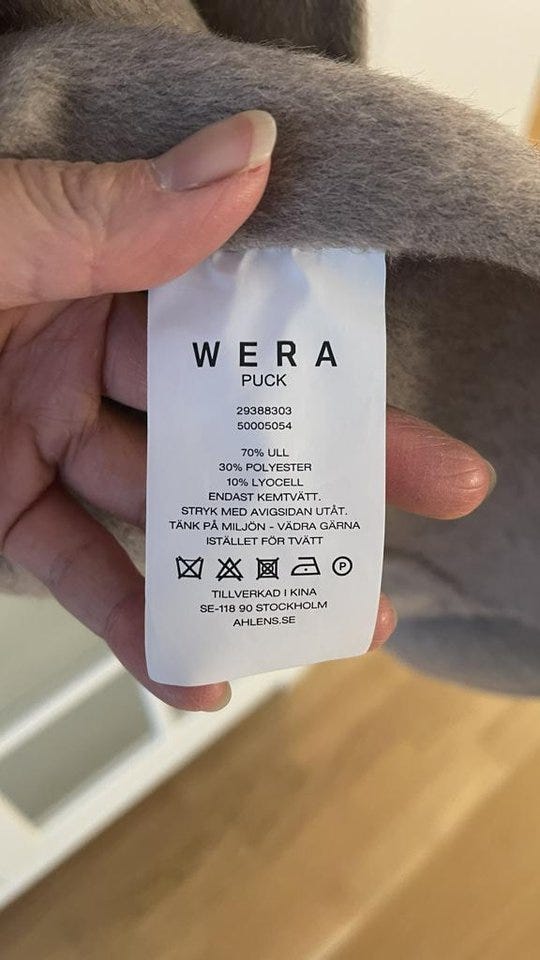 WERA
PUCK
29388303
50005054
70% ULL
30% POLYESTER
10% LYOCELL
ENDAST KEMTVÄTT.
STRYK MED AVIGSIDAN UTÅT.
TÄNK PÅ MILJÖN - VÄDRA GÄRNA
ISTÄLLET FÖR TVÄTT
P
TILLVERKAD I KINA
SE-118 90 STOCKHOLM
AHLENS.SE